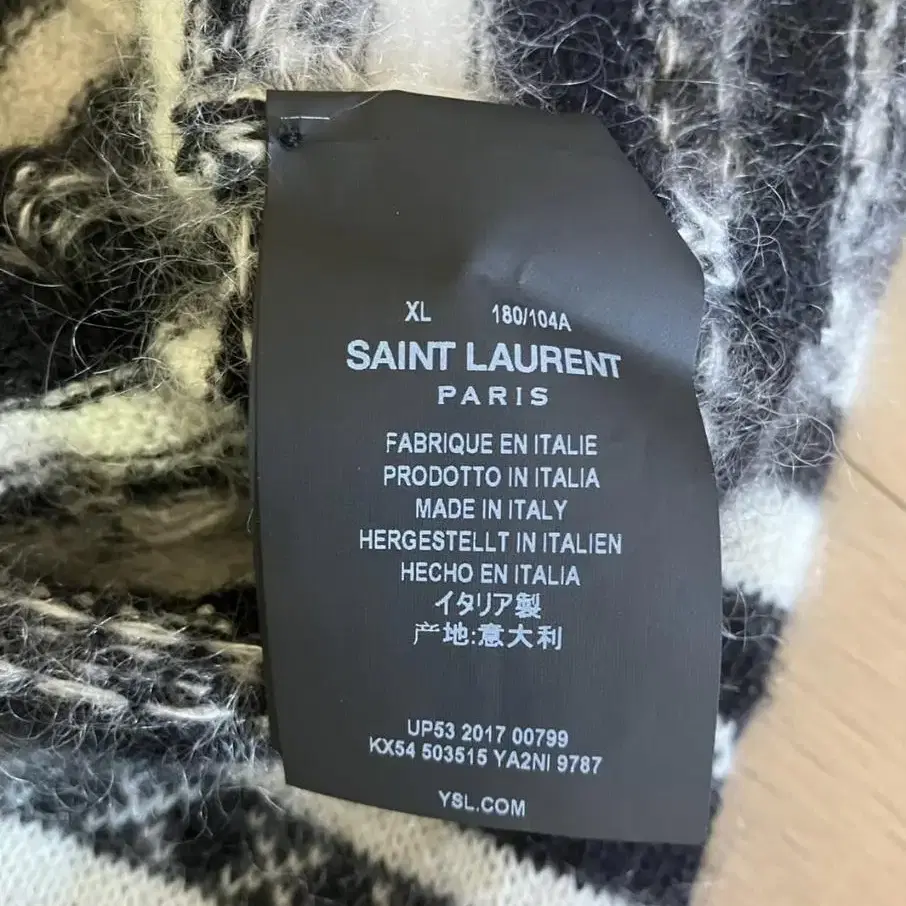 XL 180/104A
SAINT LAURENT
PARIS
FABRIQUE EN ITALIE
PRODOTTO IN ITALIA
MADE IN ITALY
HERGESTELLT IN ITALIEN
HECHO EN ITALIA
イタリア製
产地:意大利
UP53 2017 00799
KX54 503515 YA2NI 9787
YSL.COM